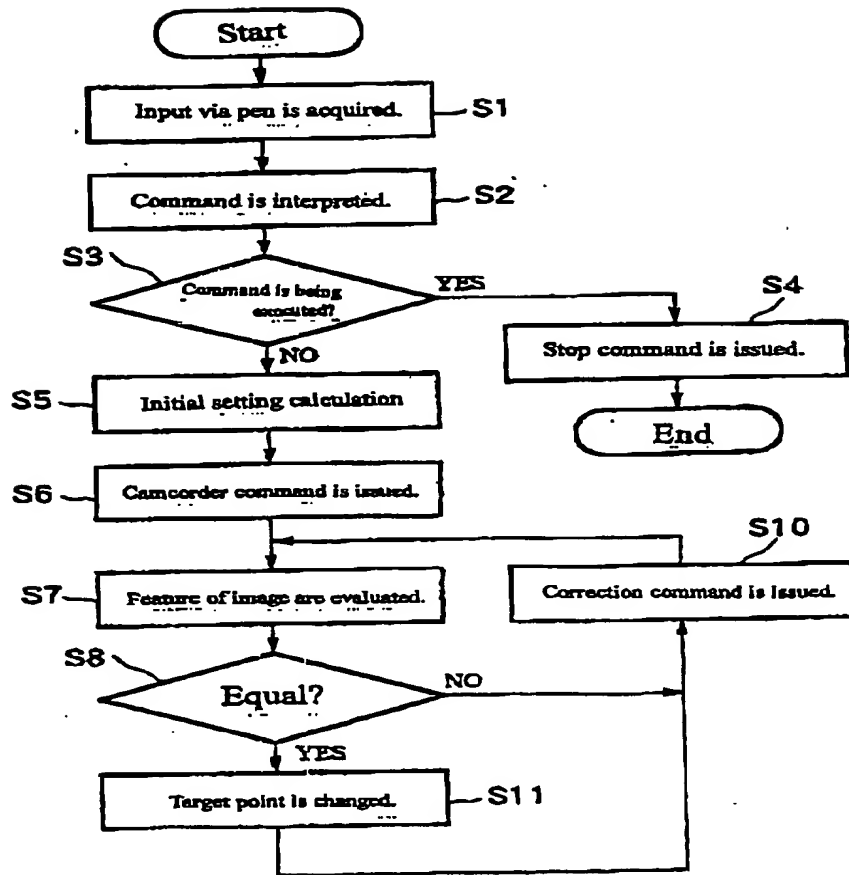 Start
Input via pen is acquired.
S1
Command is interpreted.
S2
S3
Command is being
executed?
YES
S4
Stop command is issued.
NO
S5
Initial setting calculation
End
S6
Camcorder command is issued.
S10
S7
Feature of image are evaluated.
Correction command is issued.
S8
Equal?
NO
YES
Target point is changed.
S11